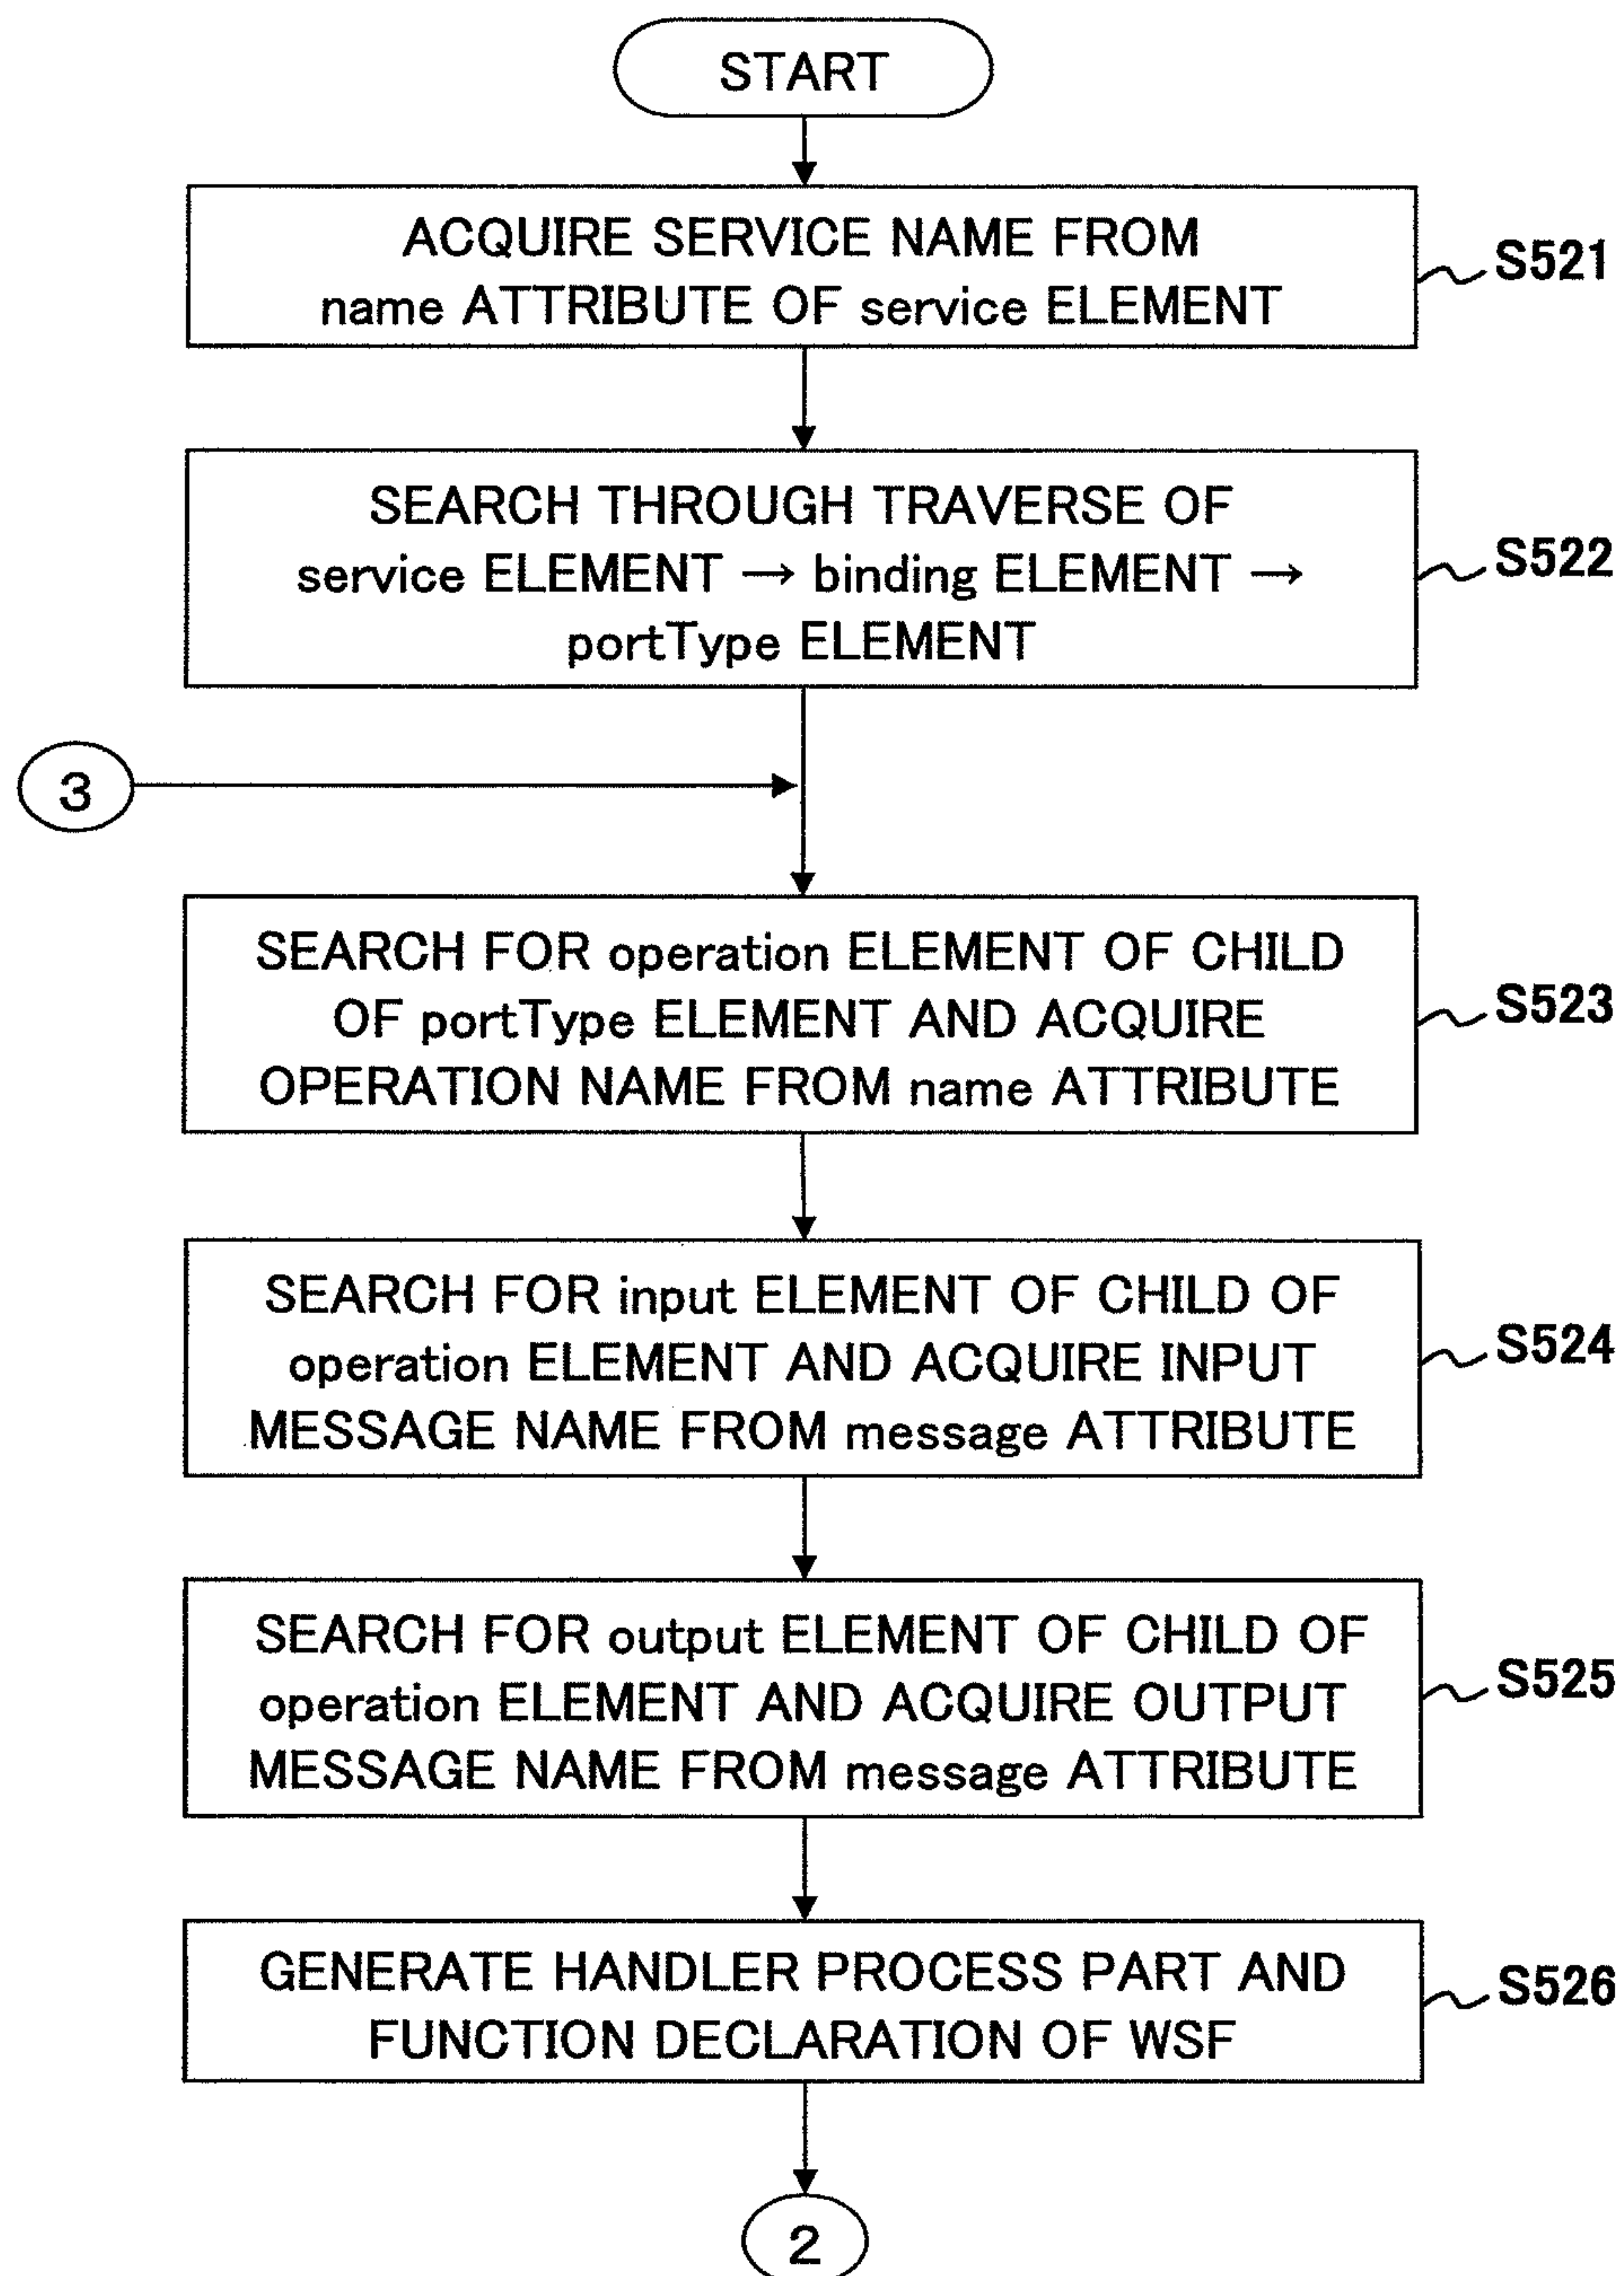 START
ACQUIRE SERVICE NAME FROM
name ATTRIBUTE OF service ELEMENT
S521
SEARCH THROUGH TRAVERSE OF
service ELEMENT → binding ELEMENT →
portType ELEMENT
S522
3
SEARCH FOR operation ELEMENT OF CHILD
OF portType ELEMENT AND ACQUIRE
OPERATION NAME FROM name ATTRIBUTE
S523
SEARCH FOR input ELEMENT OF CHILD OF
operation ELEMENT AND ACQUIRE INPUT
MESSAGE NAME FROM message ATTRIBUTE
S524
SEARCH FOR output ELEMENT OF CHILD OF
operation ELEMENT AND ACQUIRE OUTPUT
MESSAGE NAME FROM message ATTRIBUTE
S525
GENERATE HANDLER PROCESS PART AND
FUNCTION DECLARATION OF WSF
S526
2